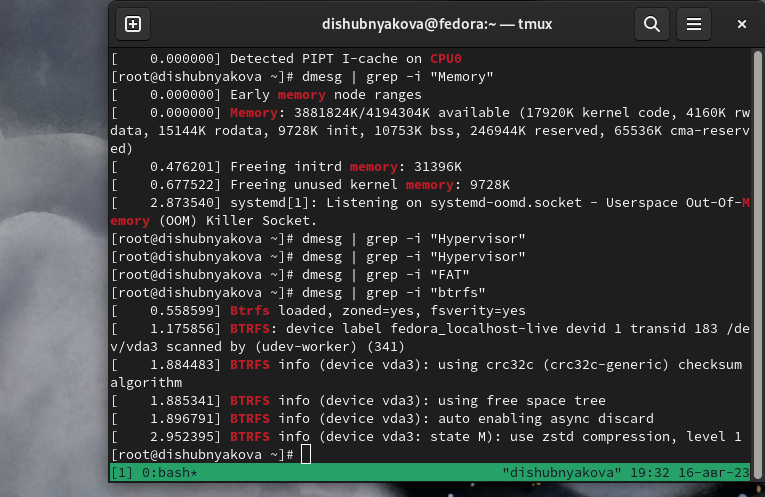 dishubnyakova@fedora:~ — tmux
[    0.000000] Detected PIPT I-cache on CPU0
[root@dishubnyakova ~]# dmesg | grep -i "Memory"
[    0.000000] Early memory node ranges
[    0.000000] Memory: 3881824K/4194304K available (17920K kernel code, 4160K rw
data, 15144K rodata, 9728K init, 10753K bss, 246944K reserved, 65536K cma-reserv
ed)
[    0.476201] Freeing initrd memory: 31396K
[    0.677522] Freeing unused kernel memory: 9728K
[    2.873540] systemd[1]: Listening on systemd-oomd.socket - Userspace Out-Of-M
emory (OOM) Killer Socket.
[root@dishubnyakova ~]# dmesg | grep -i "Hypervisor"
[root@dishubnyakova ~]# dmesg | grep -i "Hypervisor"
[root@dishubnyakova ~]# dmesg | grep -i "FAT"
[root@dishubnyakova ~]# dmesg | grep -i "btrfs"
[    0.558599] Btrfs loaded, zoned=yes, fsverity=yes
[    1.175856] BTRFS: device label fedora_localhost-live devid 1 transid 183 /de
v/vda3 scanned by (udev-worker) (341)
[    1.884483] BTRFS info (device vda3): using crc32c (crc32c-generic) checksum
algorithm
[    1.885341] BTRFS info (device vda3): using free space tree
[    1.896791] BTRFS info (device vda3): auto enabling async discard
[    2.952395] BTRFS info (device vda3: state M): use zstd compression, level 1
[root@dishubnyakova ~]#
[1] 0:bash* "dishubnyakova" 19:32 16-авг-23